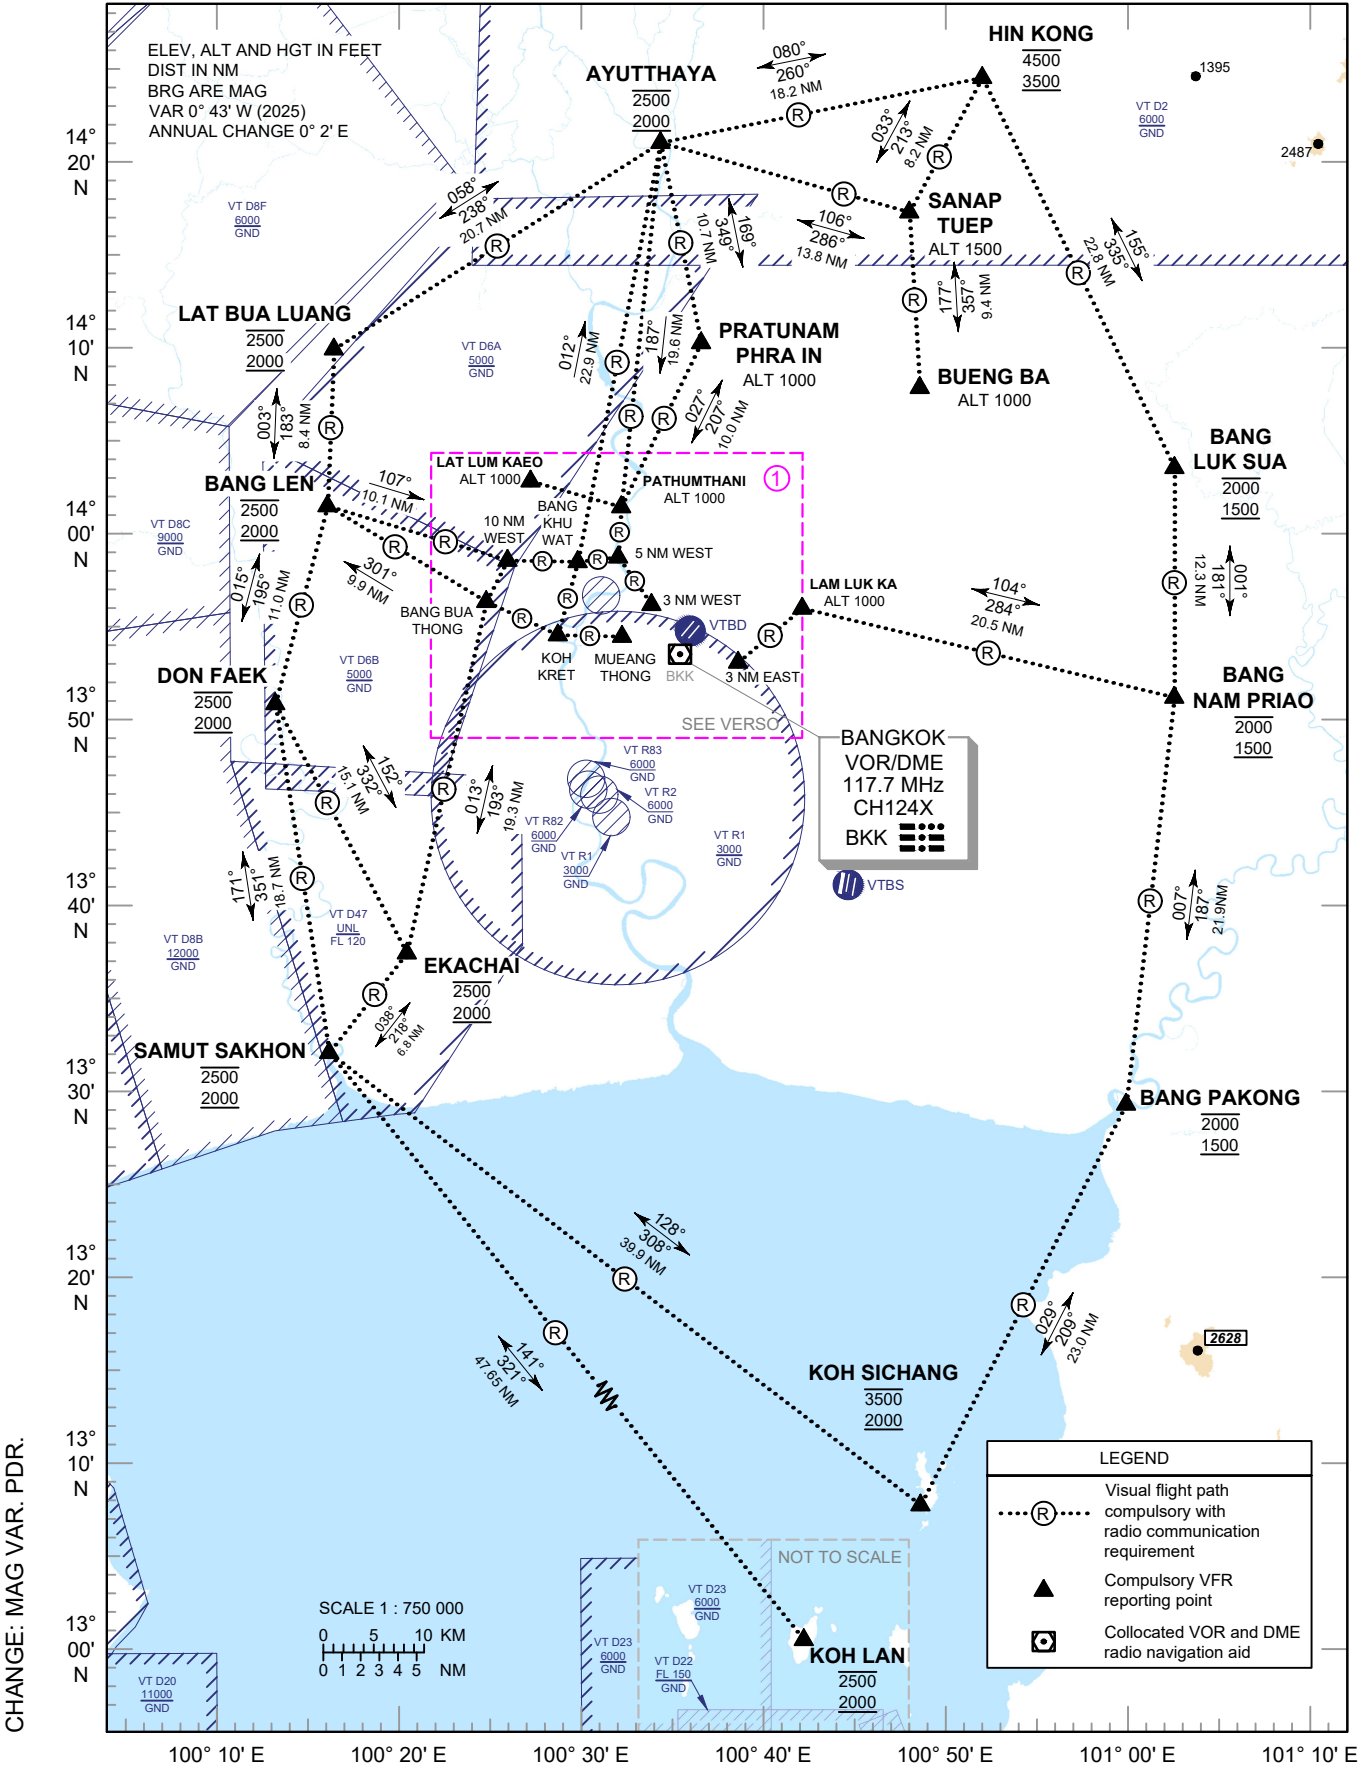 ELEV, ALT AND HGT IN FEET
DIST IN NM
BRG ARE MAG
VAR 0° 43' W (2025)
ANNUAL CHANGE 0° 2' E
HIN KONG
4500
3500
1395
VT D2
6000
GND
2487
AYUTTHAYA
2500
2000
080°
260°
18.2 NM
033°
213°
8.2 NM
SANAP
TUEP
ALT 1500
106°
286°
13.8 NM
169°
349°
10.7 NM
058°
238°
20.7 NM
VT D8F
6000
GND
155°
335°
22.8 NM
177°
357°
9.4 NM
LAT BUA LUANG
2500
2000
VT D6A
5000
GND
012°
22.9 NM
187°
19.6 NM
PRATUNAM
PHRA IN
ALT 1000
BUENG BA
ALT 1000
027°
207°
10.0 NM
003°
183°
8.4 NM
BANG
LUK SUA
2000
1500
BANG LEN
2500
2000
107°
10.1 NM
LAT LUM KAEO
ALT 1000
PATHUMTHANI
ALT 1000
1
10 NM
WEST
BANG
KHU
WAT
5 NM WEST
3 NM WEST
VT D8C
9000
GND
301°
9.9 NM
BANG BUA
THONG
015°
195°
11.0 NM
LAM LUK KA
ALT 1000
104°
284°
20.5 NM
001°
181°
12.3 NM
VTBD
KOH
KRET
MUEANG
THONG
BKK
3 NM EAST
SEE VERSO
DON FAEK
2500
2000
VT D6B
5000
GND
BANG
NAM PRIAO
2000
1500
BANGKOK
VOR/DME
117.7 MHz
CH124X
BKK
VTBS
152°
332°
15.1 NM
013°
193°
19.3 NM
VT R83
6000
GND
VT R2
6000
GND
VT R82
6000
GND
VT R1
3000
GND
VT R1
3000
GND
171°
351°
18.7 NM
VT D47
UNL
FL 120
VT D8B
12000
GND
007°
187°
21.9NM
EKACHAI
2500
2000
038°
218°
6.8 NM
SAMUT SAKHON
2500
2000
BANG PAKONG
2000
1500
128°
308°
39.9 NM
141°
321°
47.65 NM
029°
209°
23.0 NM
2628
KOH SICHANG
3500
2000
NOT TO SCALE
VT D23
6000
GND
VT D23
6000
GND
VT D22
FL 150
GND
KOH LAN
2500
2000
VT D20
11000
GND
SCALE 1 : 750 000
0 5 10 KM
0 1 2 3 4 5 NM
LEGEND
R
Visual flight path
compulsory with
radio communication
requirement
Compulsory VFR
reporting point
Collocated VOR and DME
radio navigation aid
14°
20'
N
14°
10'
N
14°
00'
N
13°
50'
N
13°
40'
N
13°
30'
N
13°
20'
N
13°
10'
N
13°
00'
N
100° 10' E
100° 20' E
100° 30' E
100° 40' E
100° 50' E
101° 00' E
101° 10' E
CHANGE: MAG VAR. PDR.